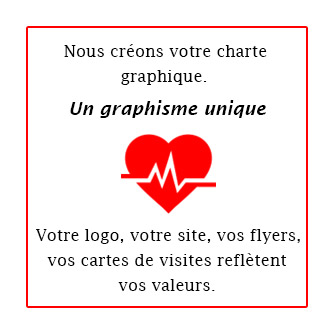 Nous créons votre charte
graphique.
Un graphisme unique
Votre logo, votre site, vos flyers,
vos cartes de visites reflètent
vos valeurs.